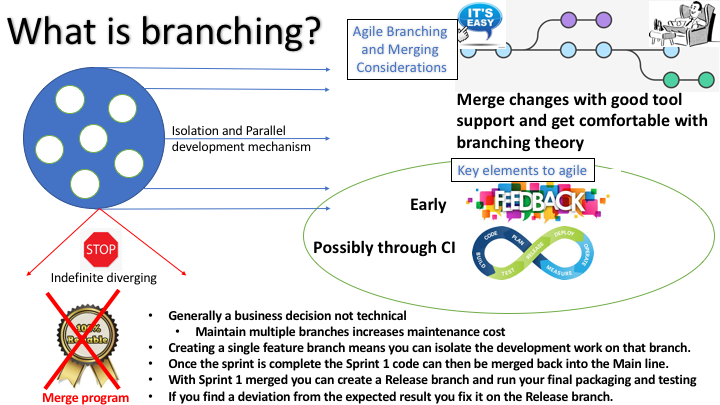 What is branching?
Agile Branching
and Merging
Considerations
IT'S
EASY
Merge changes with good tool
support and get comfortable with
branching theory
Isolation and Parallel
development mechanism
Key elements to agile
Early
FEEDBACK
Possibly through CI
CODE
PLAN
BUILD
TEST
RELEASE
DEPLOY
OPERATE
MEASURE
STOP
Indefinite diverging
100%
Reliable
Merge program
• Generally a business decision not technical
• Maintain multiple branches increases maintenance cost
• Creating a single feature branch means you can isolate the development work on that branch.
• Once the sprint is complete the Sprint 1 code can then be merged back into the Main line.
• With Sprint 1 merged you can create a Release branch and run your final packaging and testing
• If you find a deviation from the expected result you fix it on the Release branch.